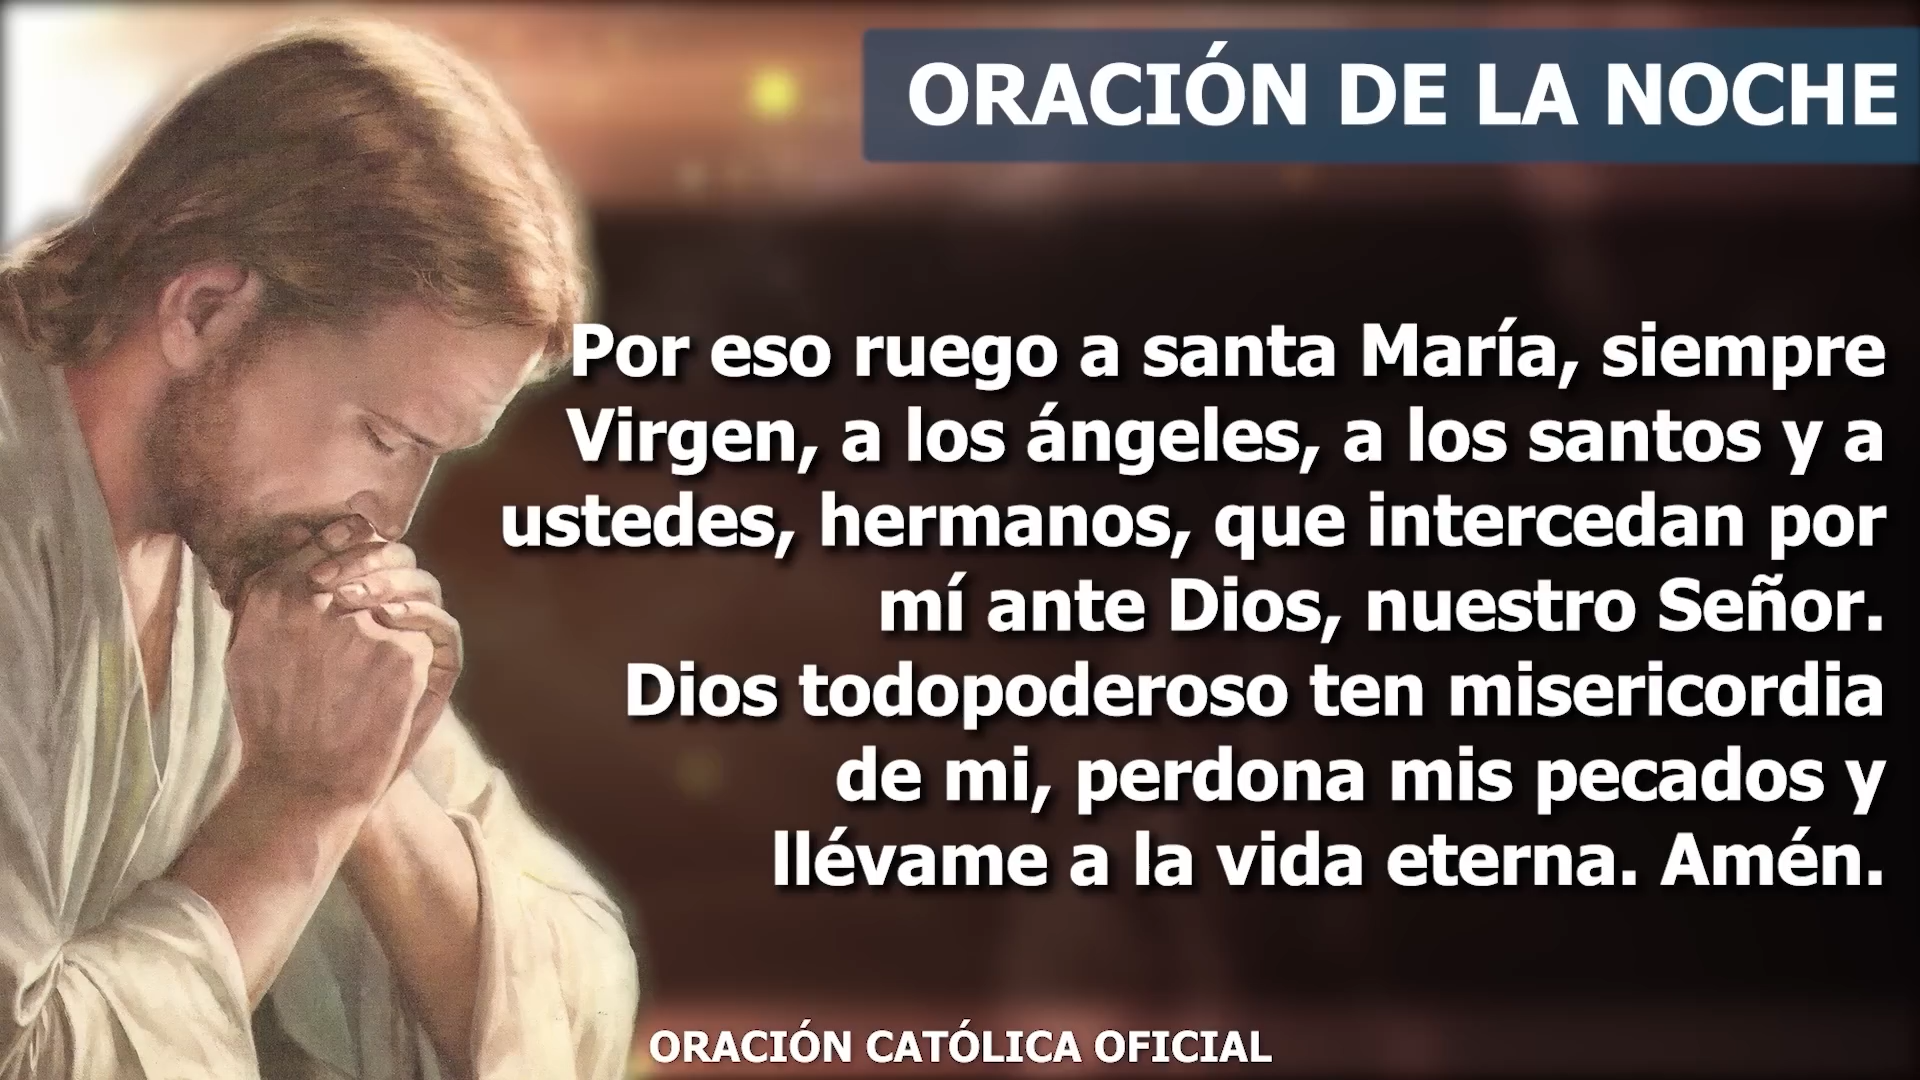 ORACIÓN DE LA NOCHE
Por eso ruego a santa María, siempre
Virgen, a los ángeles, a los santos y a
ustedes, hermanos, que intercedan por
mí ante Dios, nuestro Señor.
Dios todopoderoso ten misericordia
de mi, perdona mis pecados y
llévame a la vida eterna. Amén.
ORACIÓN CATÓLICA OFICIAL